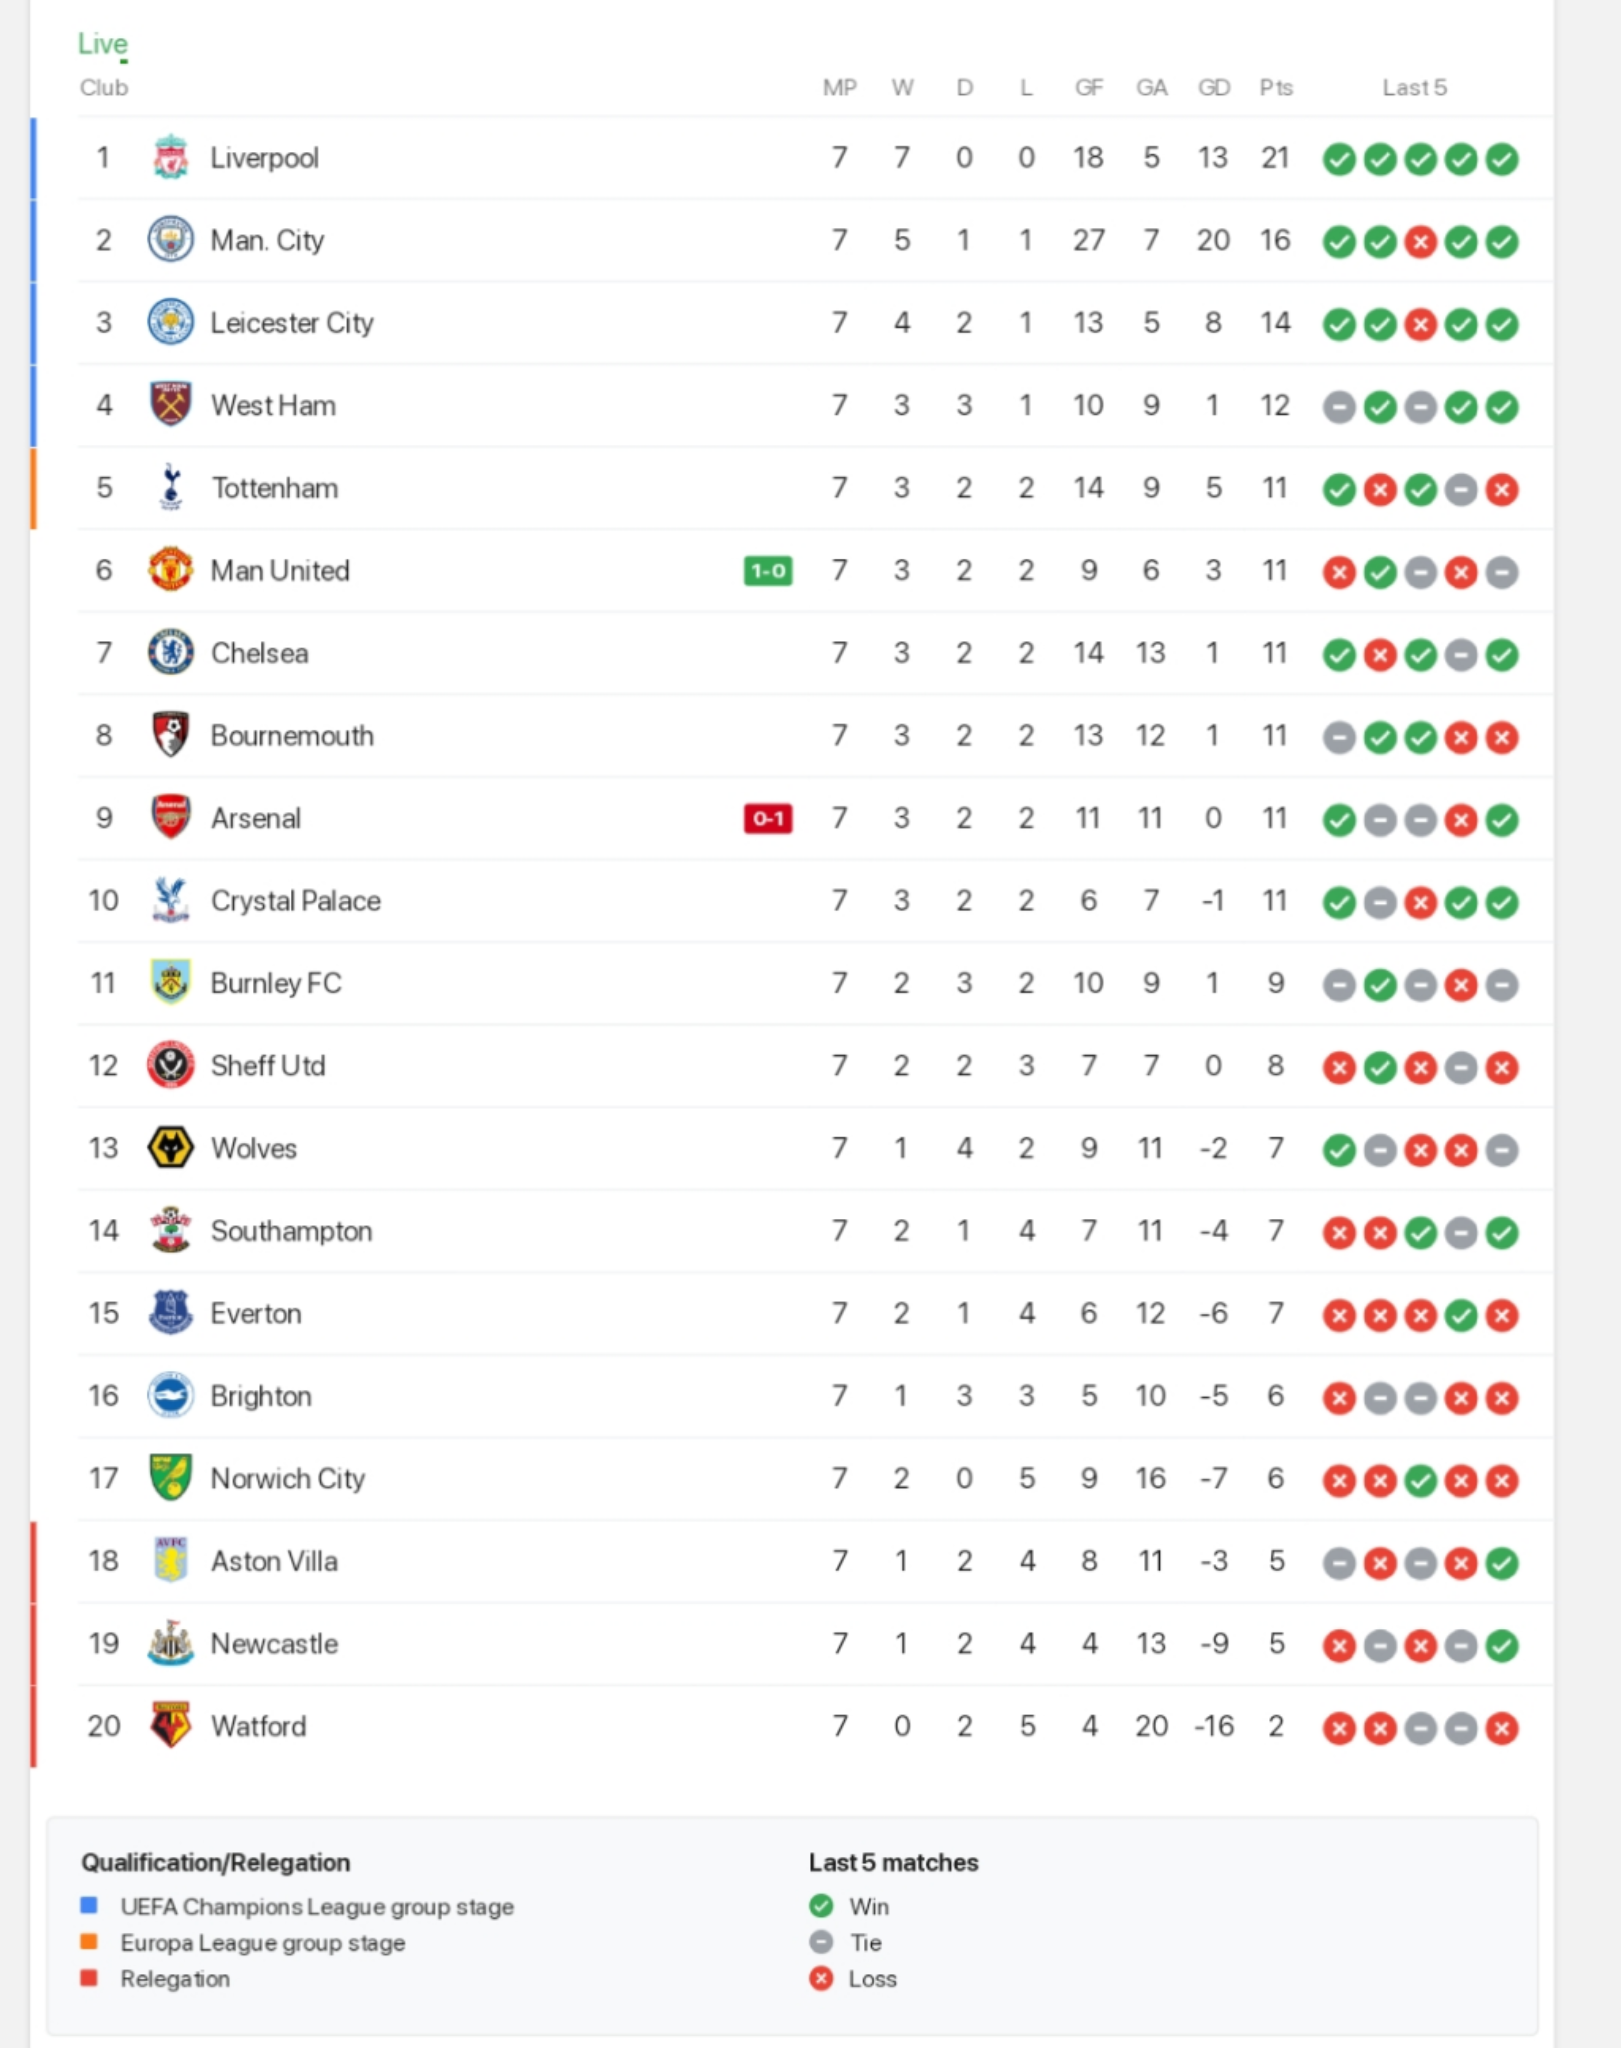 Live
Club MP W D L GF GA GD Pts Last 5
1 Liverpool 7 7 0 0 18 5 13 21
2 Man. City 7 5 1 1 27 7 20 16
3 Leicester City 7 4 2 1 13 5 8 14
4 West Ham 7 3 3 1 10 9 1 12
5 Tottenham 7 3 2 2 14 9 5 11
6 Man United 1-0 7 3 2 2 9 6 3 11
7 Chelsea 7 3 2 2 14 13 1 11
8 Bournemouth 7 3 2 2 13 12 1 11
9 Arsenal 0-1 7 3 2 2 11 11 0 11
10 Crystal Palace 7 3 2 2 6 7 -1 11
11 Burnley FC 7 2 3 2 10 9 1 9
12 Sheff Utd 7 2 2 3 7 7 0 8
13 Wolves 7 1 4 2 9 11 -2 7
14 Southampton 7 2 1 4 7 11 -4 7
15 Everton 7 2 1 4 6 12 -6 7
16 Brighton 7 1 3 3 5 10 -5 6
17 Norwich City 7 2 0 5 9 16 -7 6
18 Aston Villa 7 1 2 4 8 11 -3 5
19 Newcastle 7 1 2 4 4 13 -9 5
20 Watford 7 0 2 5 4 20 -16 2
Qualification/Relegation
UEFA Champions League group stage
Europa League group stage
Relegation
Last 5 matches
Win
Tie
Loss